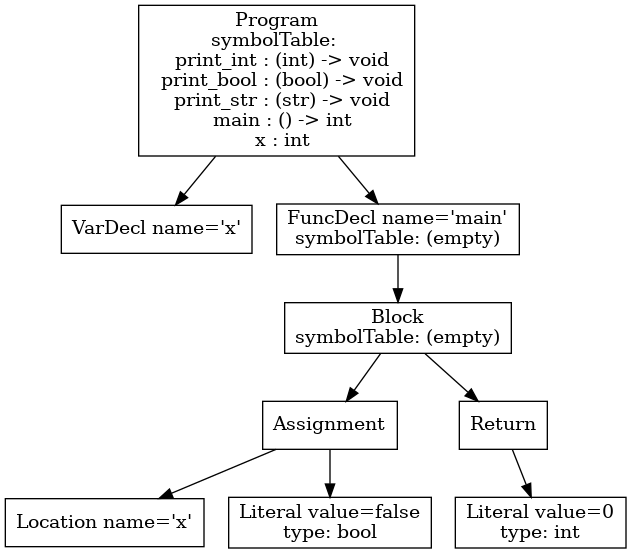 Program
symbolTable:
print_int : (int) -> void
print_bool : (bool) -> void
print_str : (str) -> void
main : () -> int
x : int
VarDecl name='x'
FuncDecl name='main'
symbolTable: (empty)
Block
symbolTable: (empty)
Assignment
Return
Location name='x'
Literal value=false
type: bool
Literal value=0
type: int